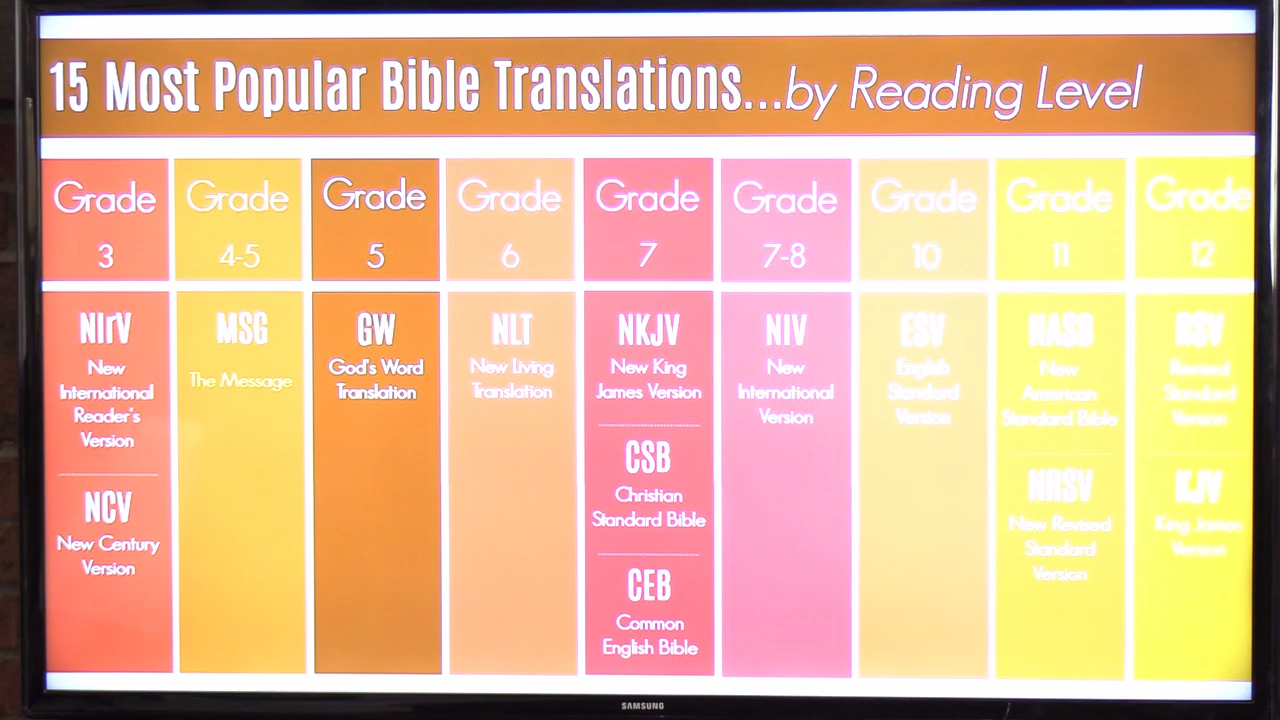 15 Most Popular Bible Translations...by Reading Level
Grade
3
NIrV
New
International
Reader's
Version
NCV
New Century
Version
Grade
4-5
MSG
The Message
Grade
5
GW
God's Word
Translation
Grade
6
NLT
New Living
Translation
Grade
7
NKJV
New King
James Version
CSB
Christian
Standard Bible
CEB
Common
English Bible
Grade
7-8
NIV
New
International
Version
Grade
10
ESV
English
Standard
Version
Grade
11
NASB
New
American
Standard Bible
NRSV
New Revised
Standard
Version
Grade
12
RSV
Revised
Standard
Version
KJV
King James
Version
SAMSUNG